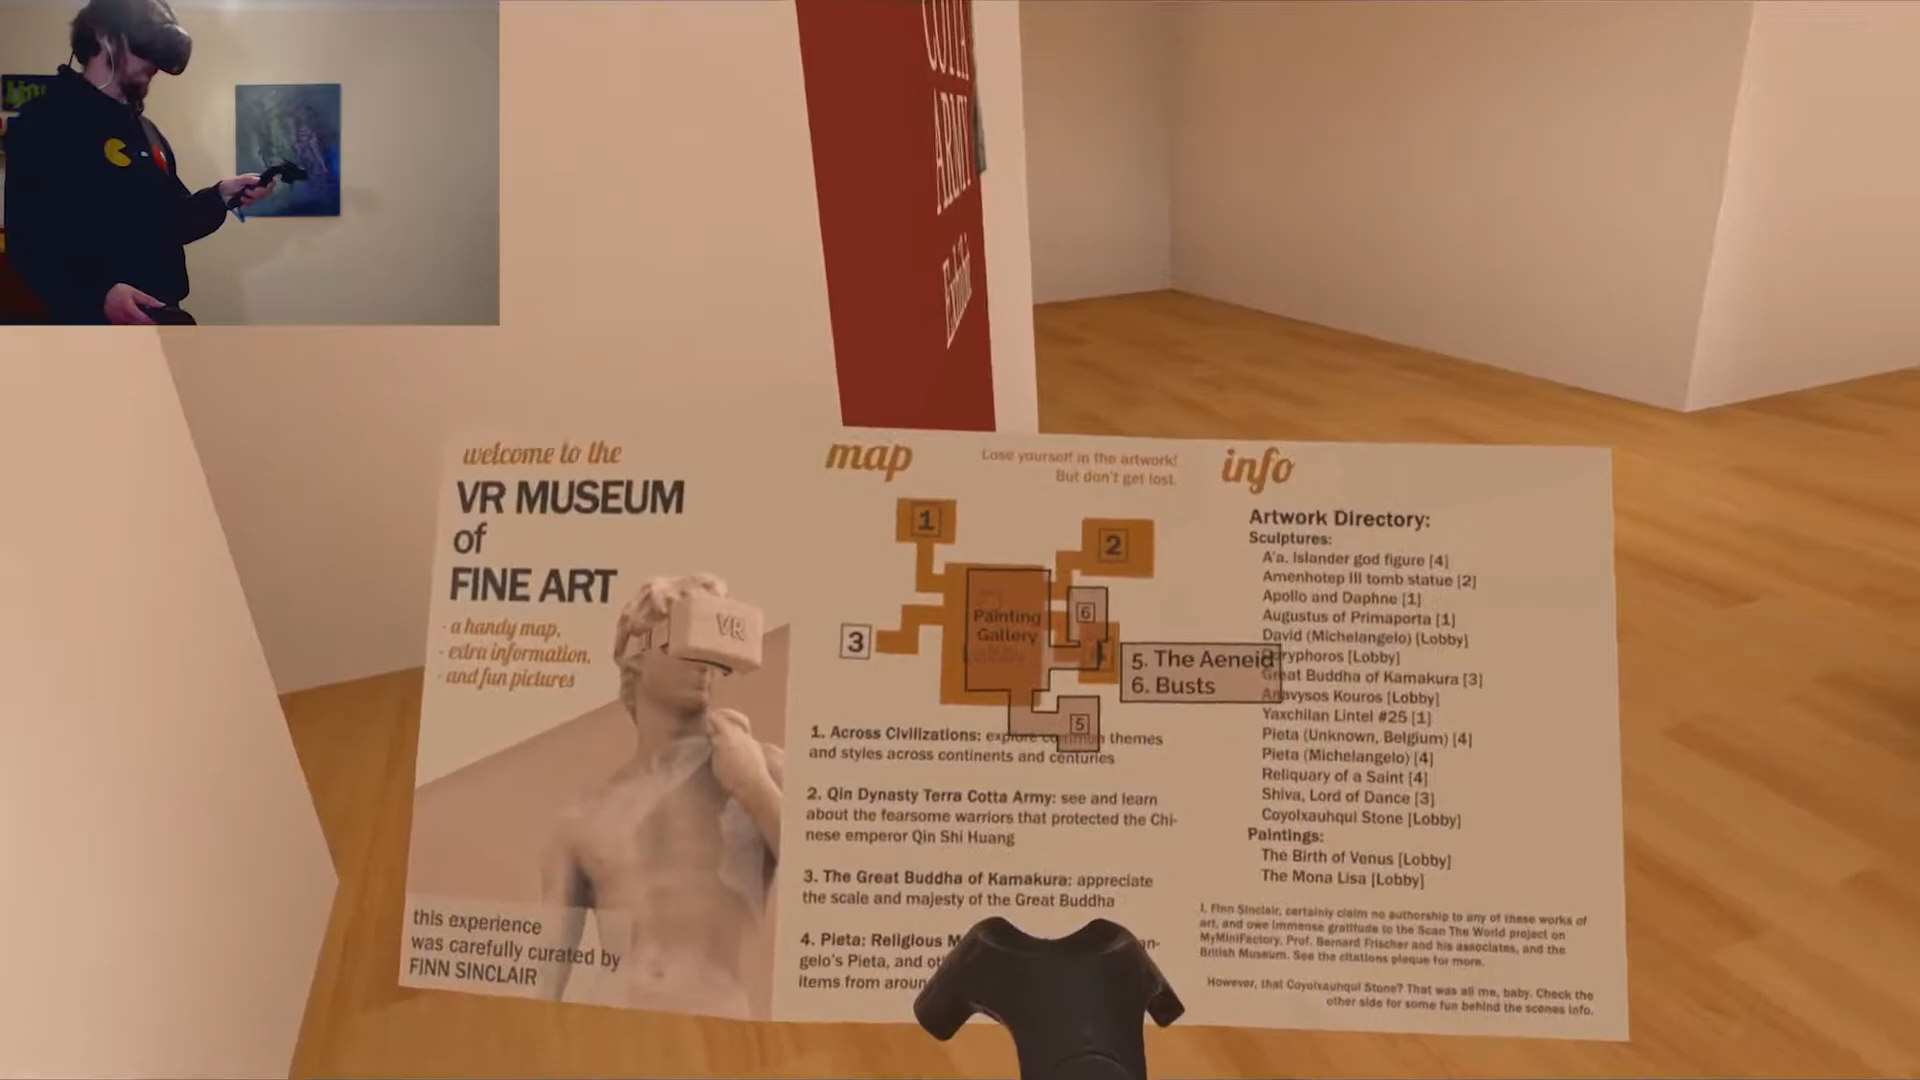 COTTA
ARMY
Exhibit
welcome to the
VR MUSEUM
of
FINE ART
- a handy map,
- extra information,
- and fun pictures
VR
this experience
was carefully curated by
FINN SINCLAIR
map
Lose yourself in the artwork!
But don't get lost.
1
2
3
Painting
Gallery
Lobby
6
5
5. The Aeneid
6. Busts
1. Across Civilizations: explore common themes
and styles across continents and centuries
2. Qin Dynasty Terra Cotta Army: see and learn
about the fearsome warriors that protected the Chi-
nese emperor Qin Shi Huang
3. The Great Buddha of Kamakura: appreciate
the scale and majesty of the Great Buddha
4. Pieta: Religious M an-
gelo's Pieta, and ot
items from aroun
info
Artwork Directory:
Sculptures:
A'a. Islander god figure [4]
Amenhotep III tomb statue [2]
Apollo and Daphne [1]
Augustus of Primaporta [1]
David (Michelangelo) [Lobby]
ryphoros [Lobby]
Great Buddha of Kamakura [3]
Anavysos Kouros [Lobby]
Yaxchilan Lintel #25 [1]
Pieta (Unknown, Belgium) [4]
Pieta (Michelangelo) [4]
Reliquary of a Saint [4]
Shiva, Lord of Dance [3]
Coyolxauhqui Stone [Lobby]
Paintings:
The Birth of Venus [Lobby]
The Mona Lisa [Lobby]
I, Finn Sinclair, certainly claim no authorship to any of these works of
art, and owe immense gratitude to the Scan The World project on
MyMiniFactory, Prof. Bernard Frischer and his associates, and the
British Museum. See the citations plaque for more.
However, that Coyolxauhqui Stone? That was all me, baby. Check the
other side for some fun behind the scenes info.